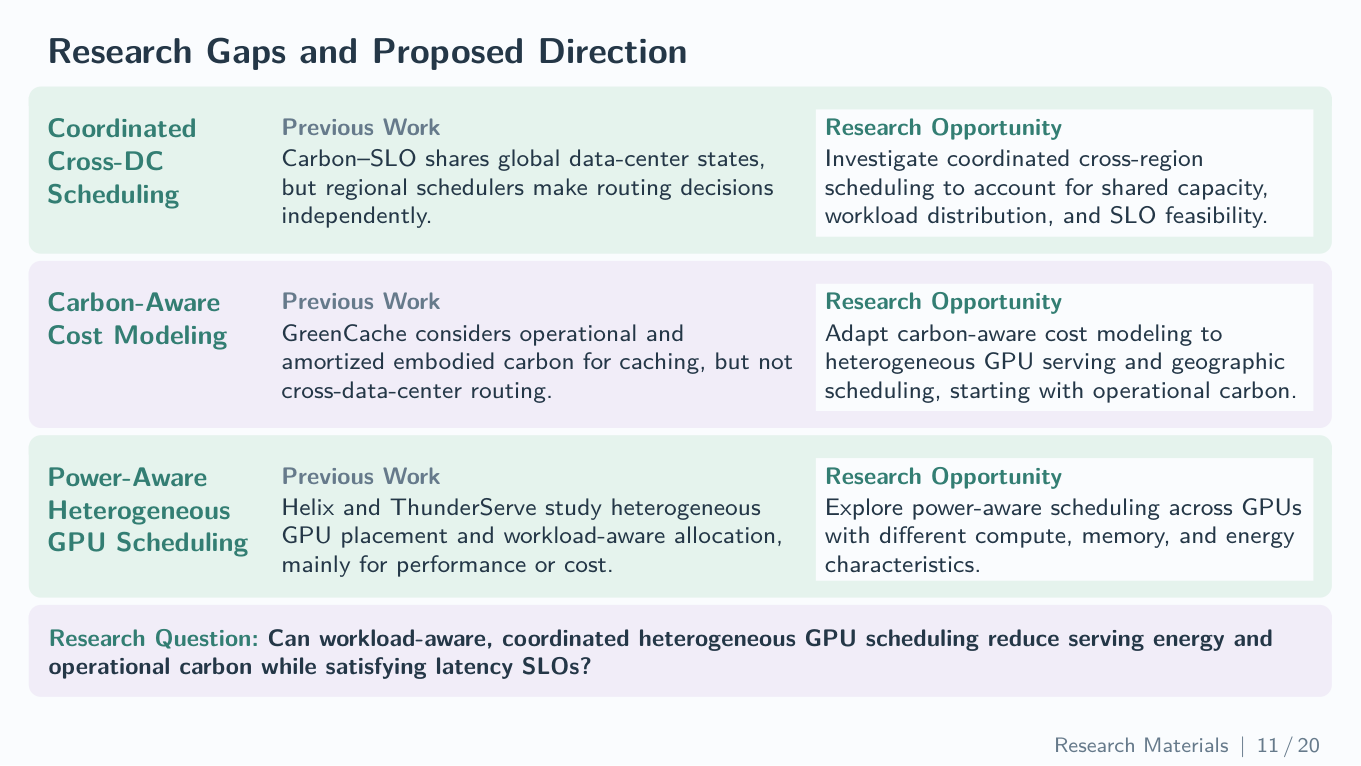 Research Gaps and Proposed Direction
Coordinated
Cross-DC
Scheduling
Previous Work
Carbon–SLO shares global data-center states,
but regional schedulers make routing decisions
independently.
Research Opportunity
Investigate coordinated cross-region
scheduling to account for shared capacity,
workload distribution, and SLO feasibility.
Carbon-Aware
Cost Modeling
Previous Work
GreenCache considers operational and
amortized embodied carbon for caching, but not
cross-data-center routing.
Research Opportunity
Adapt carbon-aware cost modeling to
heterogeneous GPU serving and geographic
scheduling, starting with operational carbon.
Power-Aware
Heterogeneous
GPU Scheduling
Previous Work
Helix and ThunderServe study heterogeneous
GPU placement and workload-aware allocation,
mainly for performance or cost.
Research Opportunity
Explore power-aware scheduling across GPUs
with different compute, memory, and energy
characteristics.
Research Question: Can workload-aware, coordinated heterogeneous GPU scheduling reduce serving energy and
operational carbon while satisfying latency SLOs?
Research Materials | 11 / 20